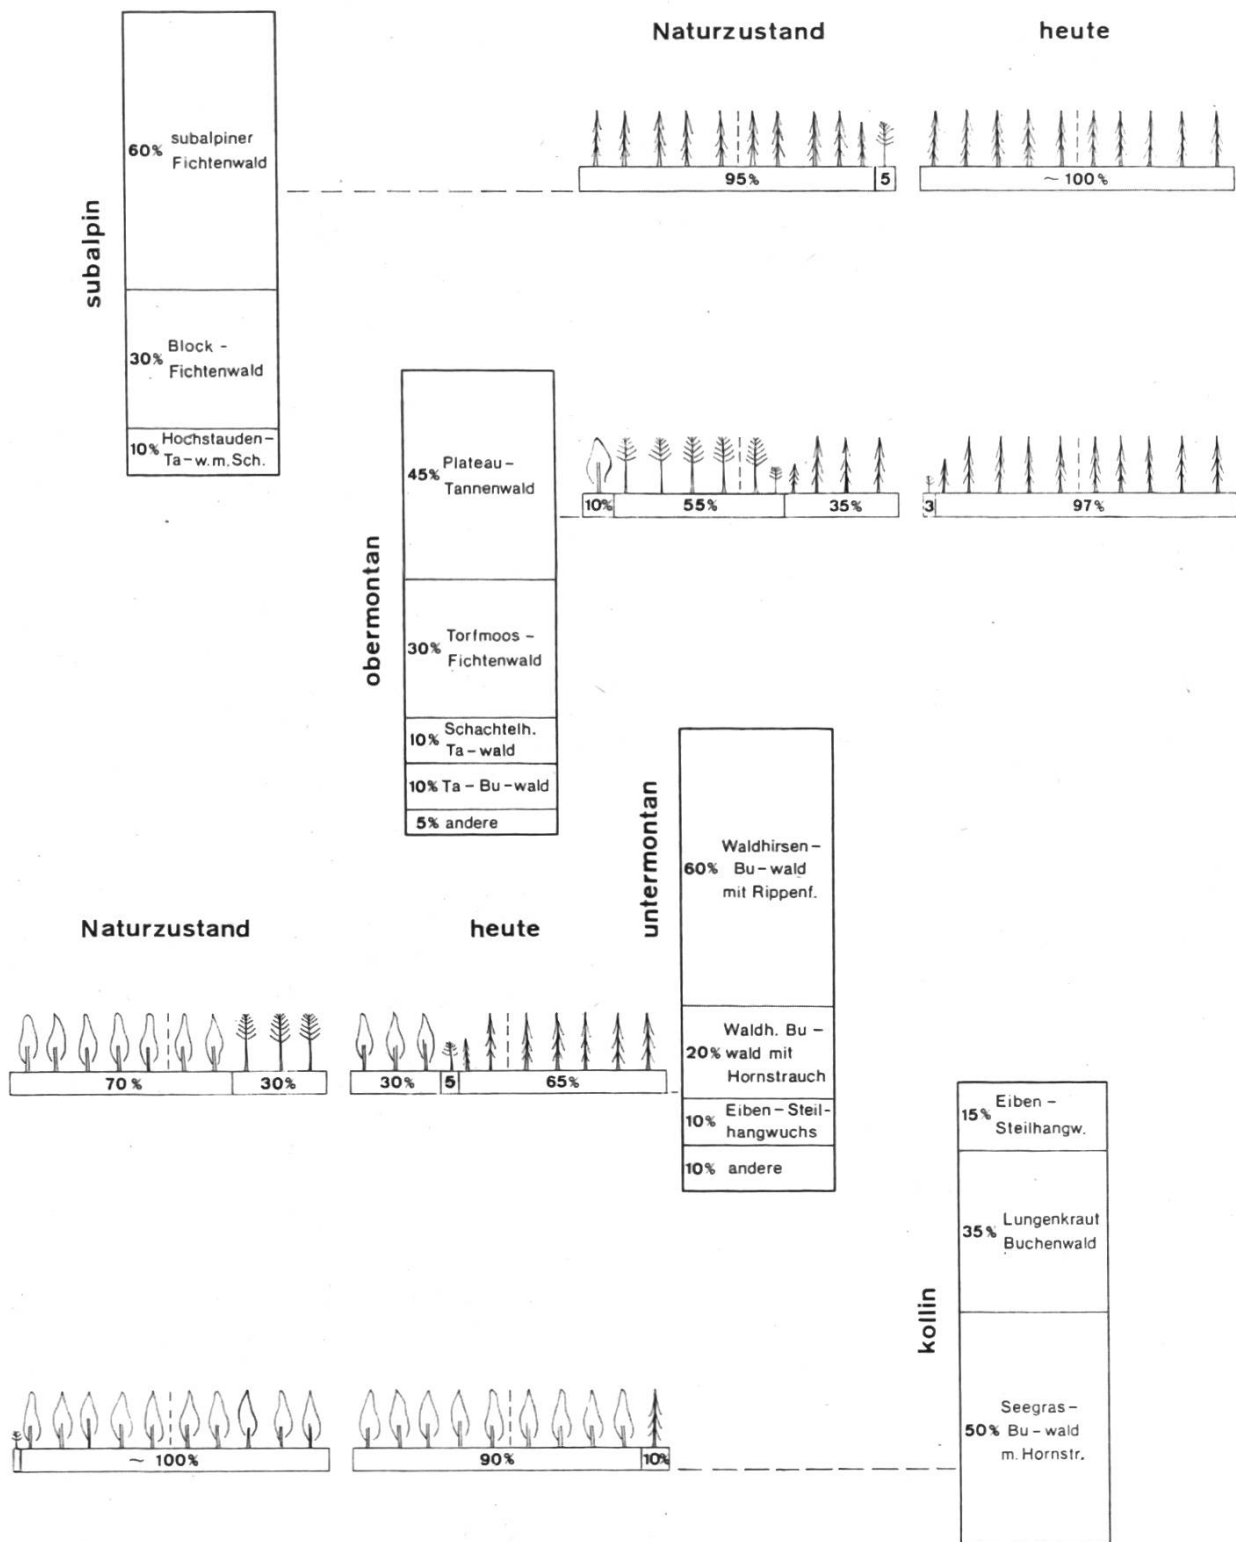 Naturzustand heute
subalpin
60% subalpiner
Fichtenwald
95% 5 ~ 100%
30% Block –
Fichtenwald
10% Hochstauden –
Ta – w. m. Sch.
obermontan
45% Plateau –
Tannenwald
10% 55% 35% 3 97%
30% Torfmoos –
Fichtenwald
10% Schachtelh.
Ta – wald
10% Ta – Bu – wald
5% andere
untermontan
60% Waldhirsen –
Bu – wald
mit Rippenf.
Naturzustand heute
20% Waldh. Bu –
wald mit
Hornstrauch
70% 30% 30% 5 65%
10% Eiben – Steil-
hangwuchs
10% andere
kollin
15% Eiben –
Steilhangw.
35% Lungenkraut
Buchenwald
50% Seegras –
Bu – wald
m. Hornstr.
~ 100% 90% 10%